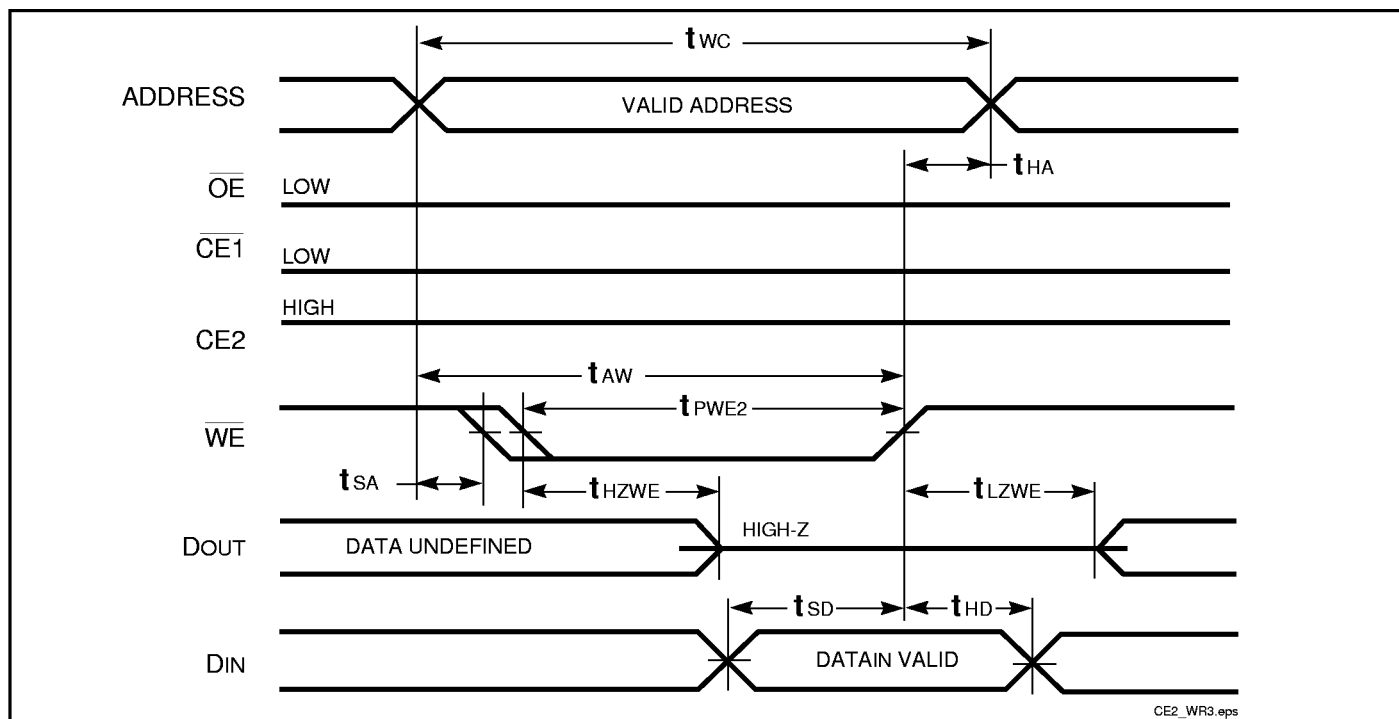 tWC
ADDRESS
VALID ADDRESS
tHA
OE
LOW
CE1
LOW
HIGH
CE2
tAW
tPWE2
WE
tSA
tHZWE
tLZWE
DOUT
DATA UNDEFINED
HIGH-Z
tSD
tHD
DIN
DATAIN VALID
CE2_WR3.eps